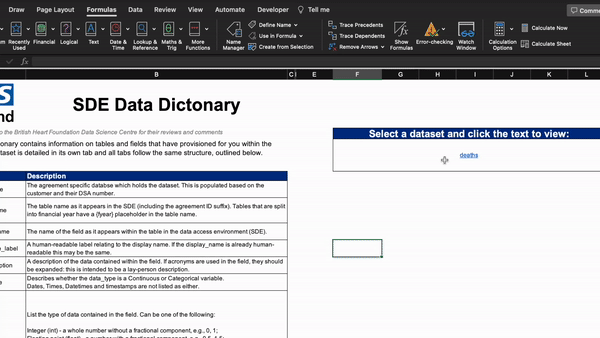 Draw Page Layout Formulas Data Review View Automate Developer Tell me
Comme
Define Name
Use in Formula
Create from Selection
Trace Precedents
Trace Dependents
Remove Arrows
Calculate Now
Calculate Sheet
Recently Used
Financial
Logical
Text
Date & Time
Lookup & Reference
Maths & Trig
More Functions
Name Manager
Show Formulas
Error-checking
Watch Window
Calculation Options
fx
B C E F G H I J K L
SDE Data Dictonary
Select a dataset and click the text to view:
to the British Heart Foundation Data Science Centre for their reviews and comments
deaths
ionary contains information on tables and fields that have provisioned for you within the
taset is detailed in its own tab and all tabs follow the same structure, outlined below.
Description
The agreement specific databse which holds the dataset. This is populated based on the
customer and their DSA number.
The table name as it appears in the SDE (including the agreement ID suffix). Tables that are
split into financial year have a {fyear} placeholder in the table name.
The name of the field as it appears within the table in the data access environment (SDE).
A human-readable label relating to the display name. If the display_name is already human-
readable this may be the same.
A description of the data contained within the field. If acronyms are used in the field, they should
be expanded: this is intended to be a lay-person description.
Describes whether the data_type is a Continuous or Categorical variable.
Dates, Times, Datetimes and timestamps are not listed as either.
List the type of data contained in the field. Can be one of the following:
Integer (int) - a whole number without a fractional component, e.g., 0, 1;